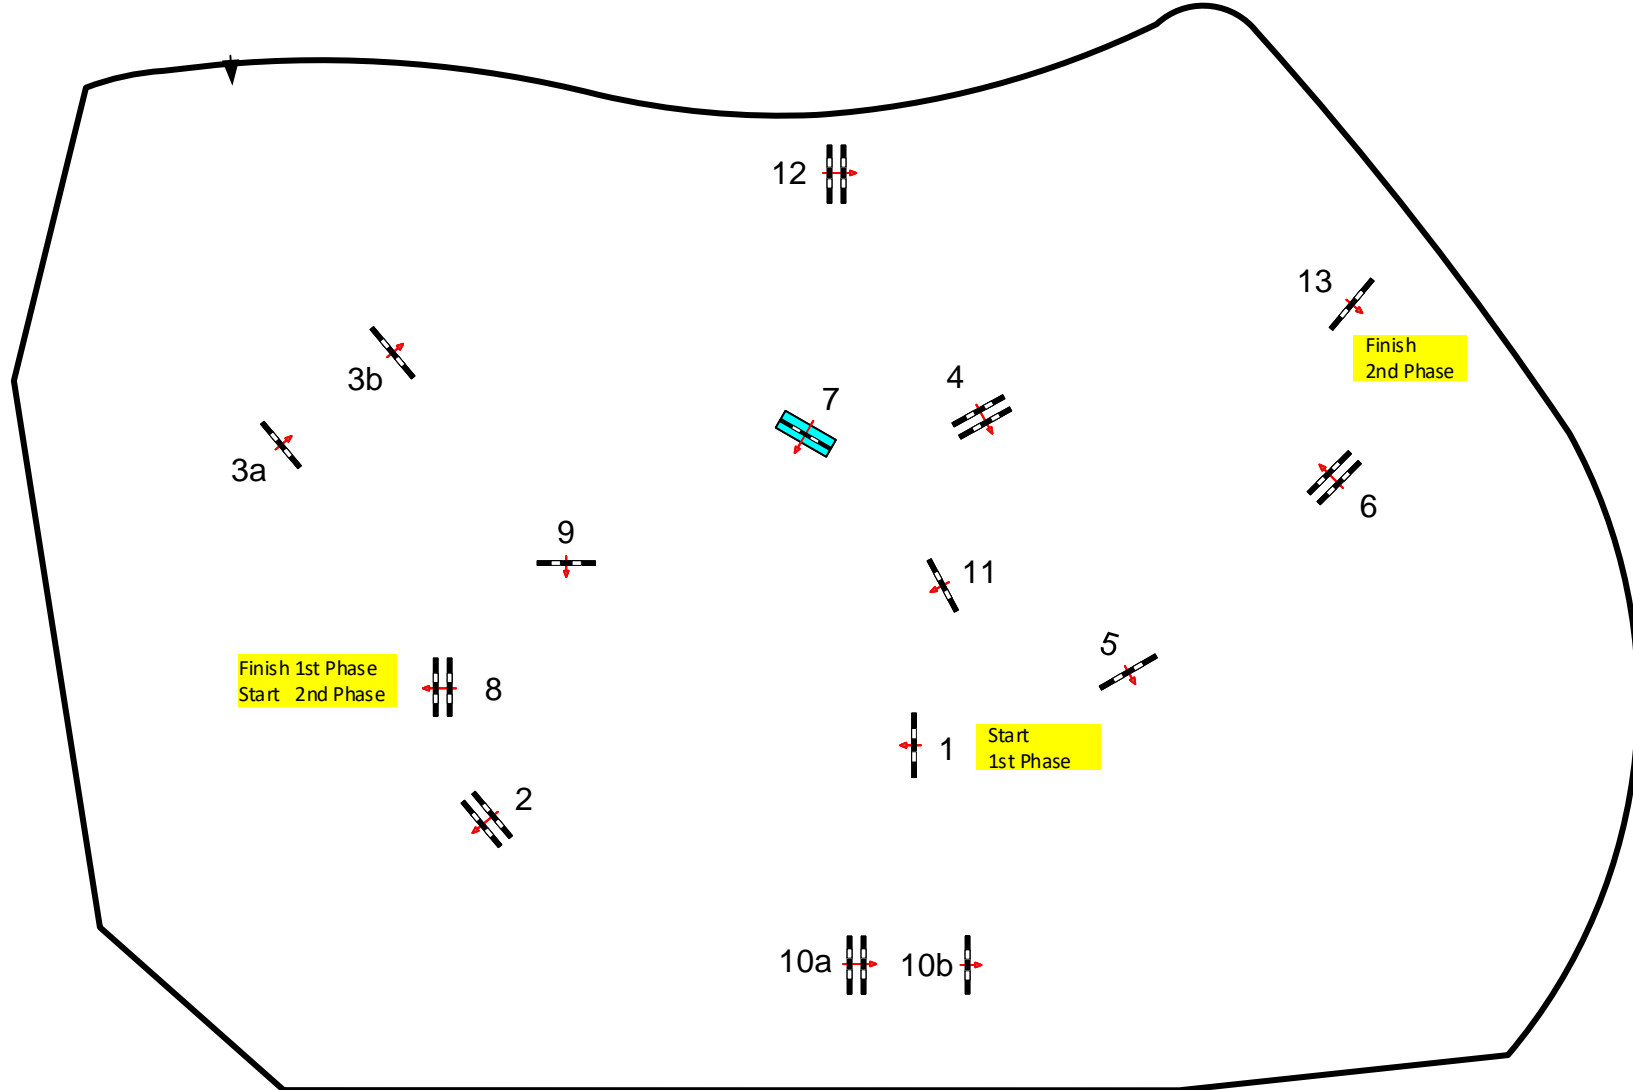 12
13
Finish
2nd Phase
3b
4
7
3a
6
9
11
5
Finish 1st Phase
Start 2nd Phase
8
1
Start
1st Phase
2
10a
10b